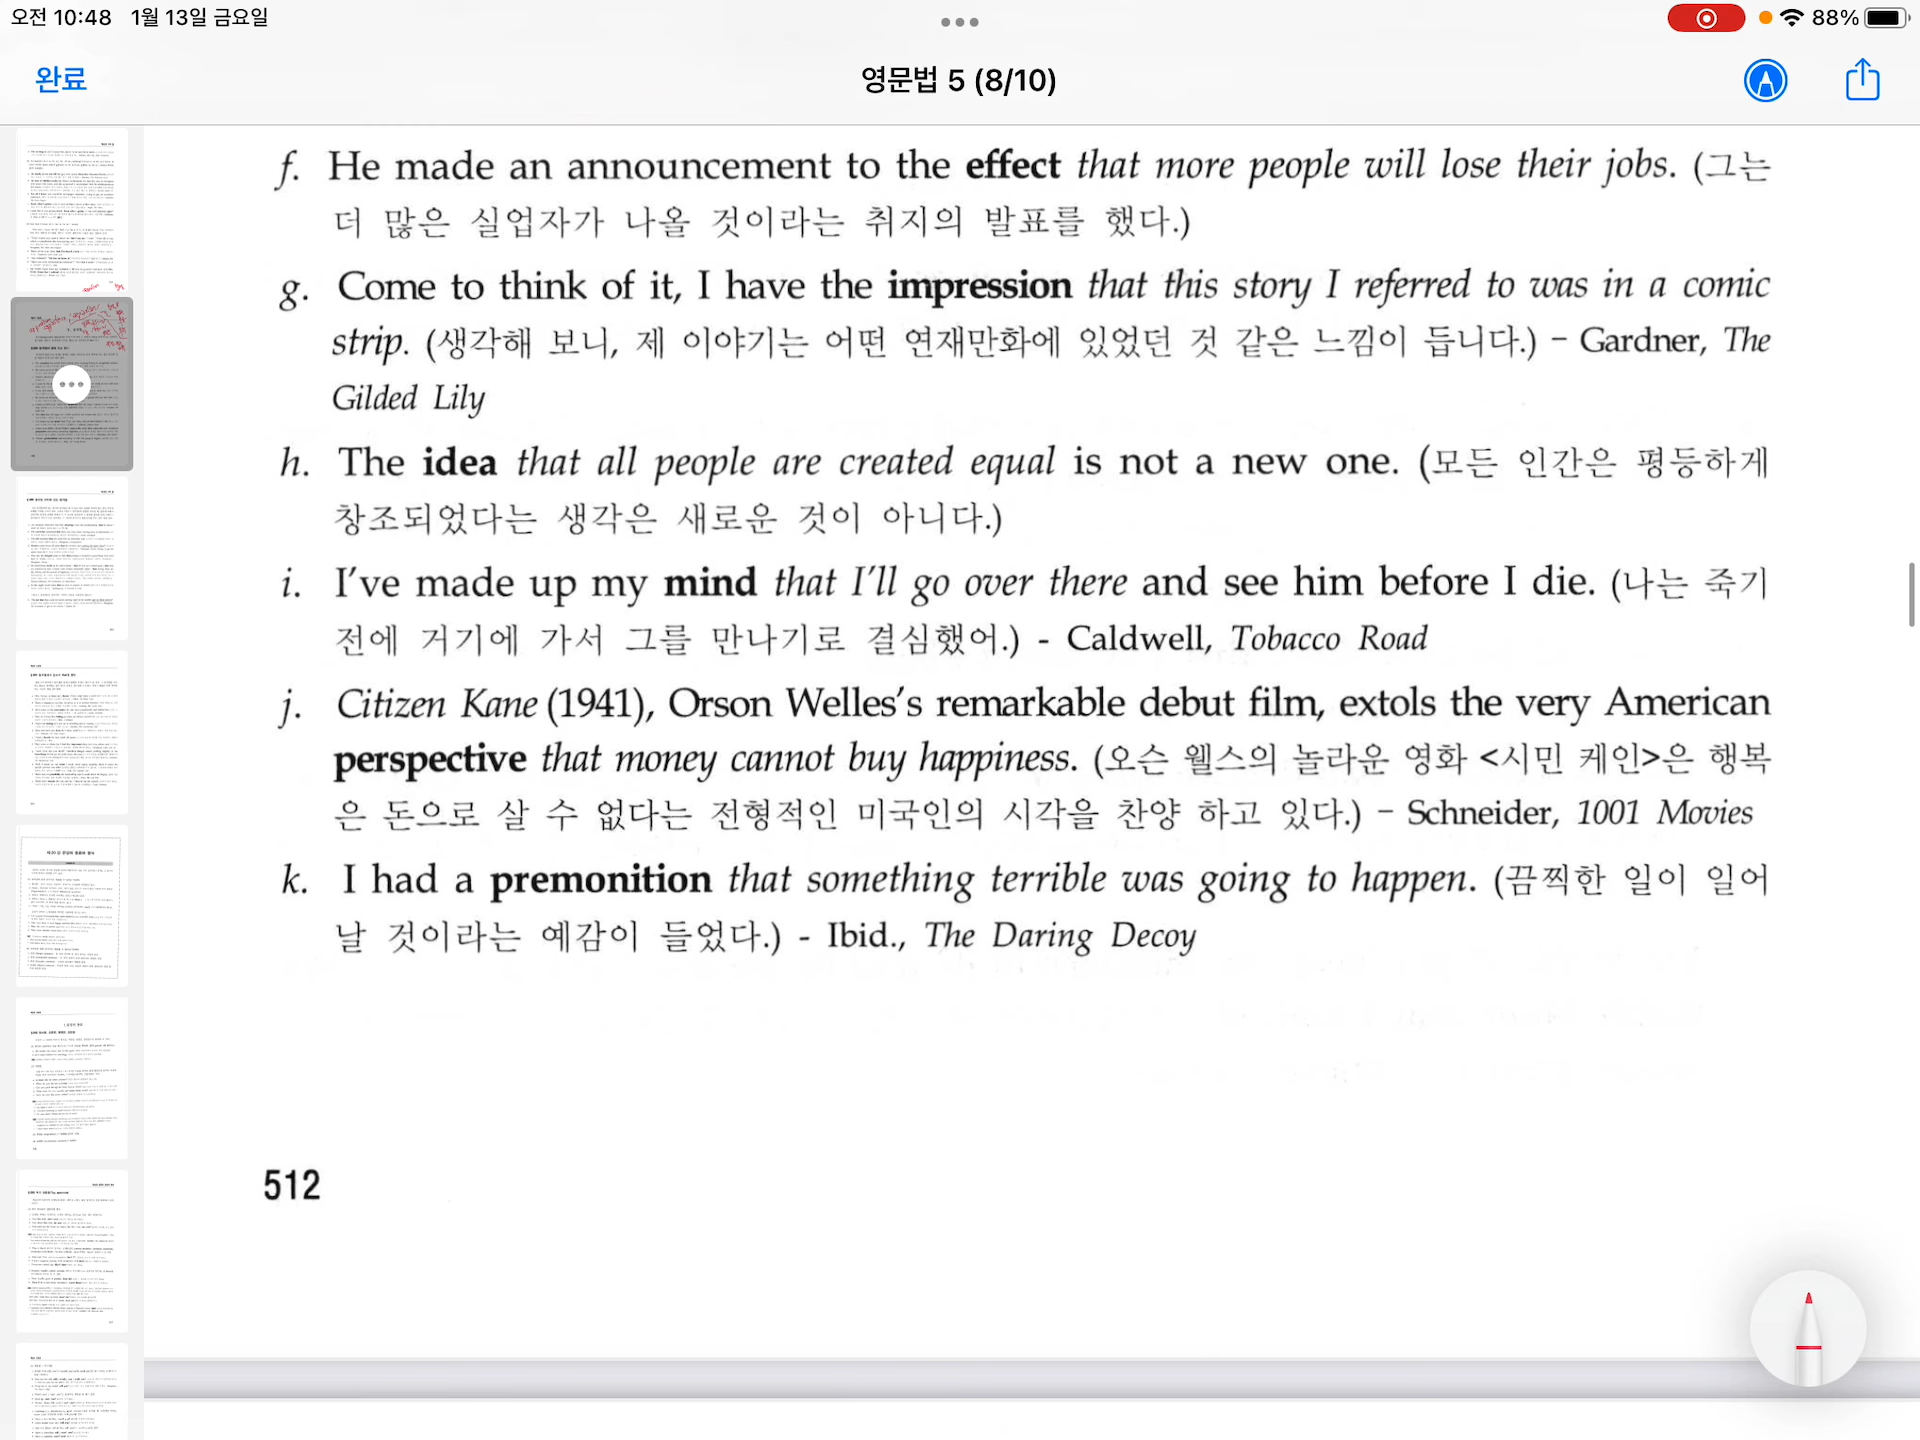 오전 10:48 1월 13일 금요일
88%
완료
영문법 5 (8/10)
f. He made an announcement to the effect that more people will lose their jobs. (그는
더 많은 실업자가 나올 것이라는 취지의 발표를 했다.)
g. Come to think of it, I have the impression that this story I referred to was in a comic
strip. (생각해 보니, 제 이야기는 어떤 연재만화에 있었던 것 같은 느낌이 듭니다.) – Gardner, The
Gilded Lily
h. The idea that all people are created equal is not a new one. (모든 인간은 평등하게
창조되었다는 생각은 새로운 것이 아니다.)
i. I've made up my mind that I'll go over there and see him before I die. (나는 죽기
전에 거기에 가서 그를 만나기로 결심했어.) - Caldwell, Tobacco Road
j. Citizen Kane (1941), Orson Welles's remarkable debut film, extols the very American
perspective that money cannot buy happiness. (오슨 웰스의 놀라운 영화 <시민 케인>은 행복
은 돈으로 살 수 없다는 전형적인 미국인의 시각을 찬양 하고 있다.) – Schneider, 1001 Movies
k. I had a premonition that something terrible was going to happen. (끔찍한 일이 일어
날 것이라는 예감이 들었다.) - Ibid., The Daring Decoy
512